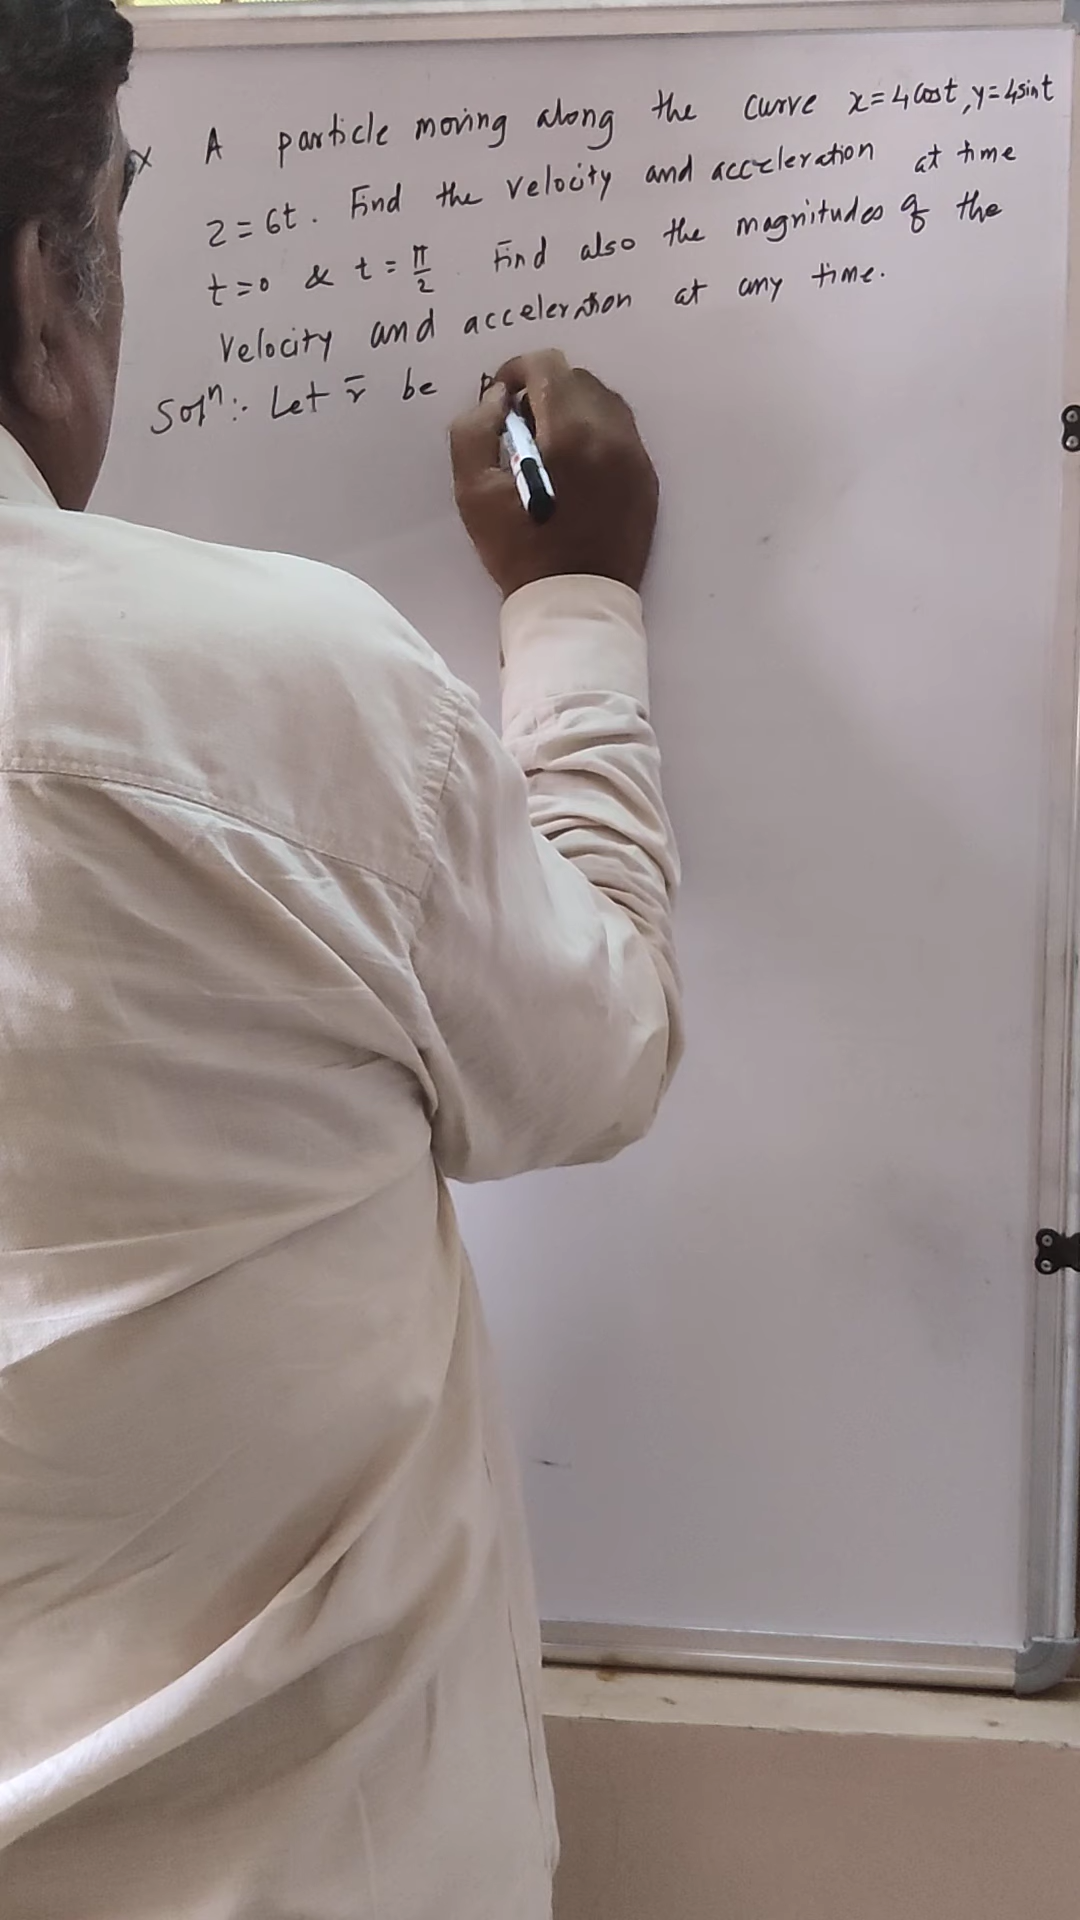 A particle moving along the curve x=4cost, y=4sint
z=6t. Find the velocity and acceleration at time
t=0 & t=π/2. Find also the magnitudes of the
velocity and acceleration at any time.
Solⁿ:- Let r̄ be